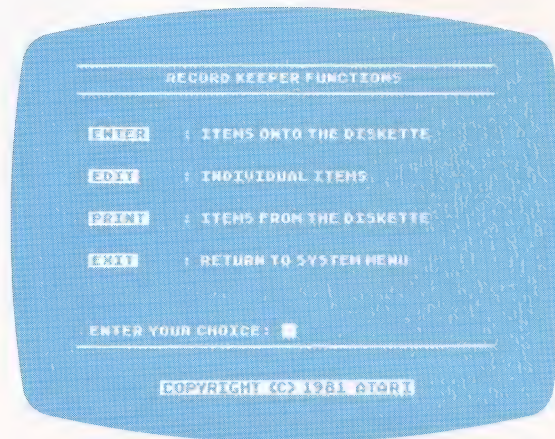 RECORD KEEPER FUNCTIONS
ENTER : ITEMS ONTO THE DISKETTE
EDIT : INDIVIDUAL ITEMS
PRINT : ITEMS FROM THE DISKETTE
EXIT : RETURN TO SYSTEM MENU
ENTER YOUR CHOICE:
COPYRIGHT (C) 1981 ATARI